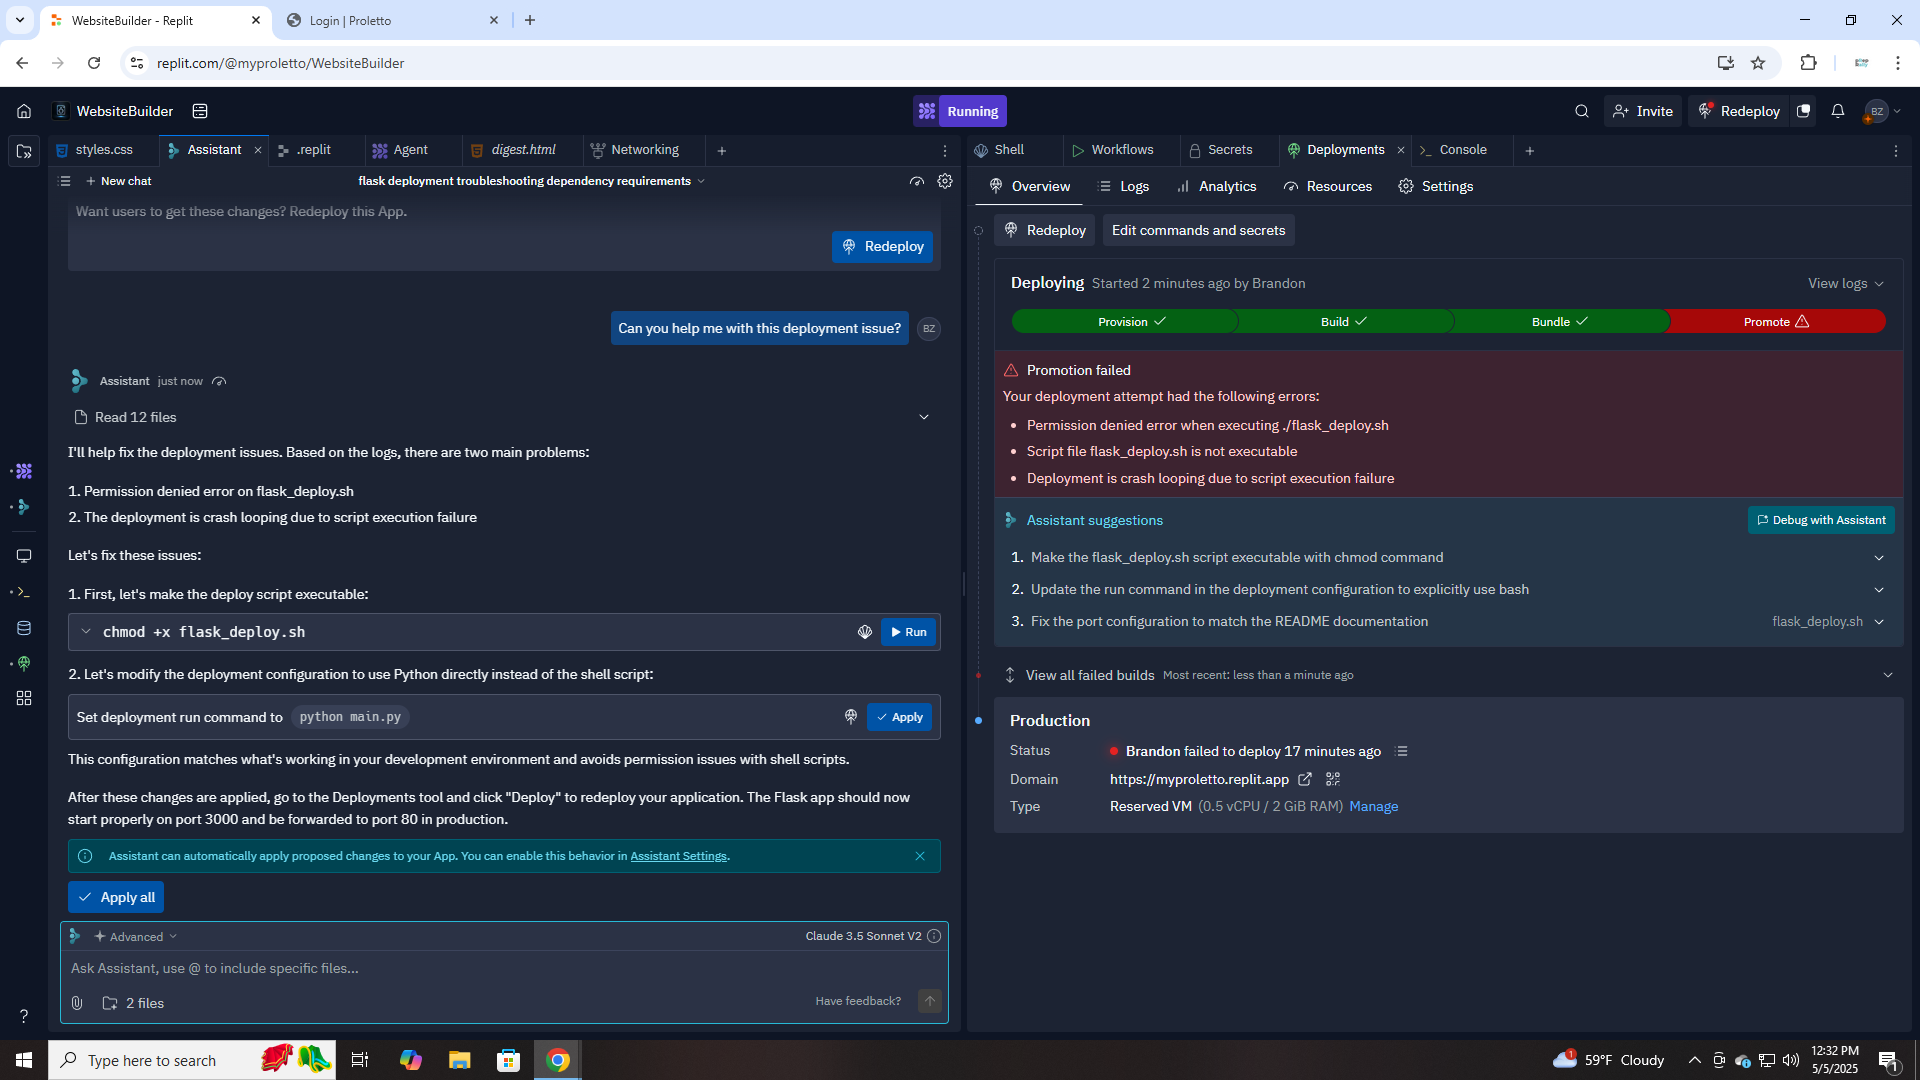 WebsiteBuilder - Replit
Login | Proletto
replit.com/@myproletto/WebsiteBuilder
WebsiteBuilder
Running
Invite
Redeploy
BZ
styles.css
Assistant
.replit
Agent
digest.html
Networking
Shell
Workflows
Secrets
Deployments
Console
New chat
flask deployment troubleshooting dependency requirements
Want users to get these changes? Redeploy this App.
Redeploy
Can you help me with this deployment issue?
BZ
Assistant just now
Read 12 files
I'll help fix the deployment issues. Based on the logs, there are two main problems:
1. Permission denied error on flask_deploy.sh
2. The deployment is crash looping due to script execution failure
Let's fix these issues:
1. First, let's make the deploy script executable:
chmod +x flask_deploy.sh
Run
2. Let's modify the deployment configuration to use Python directly instead of the shell script:
Set deployment run command to python main.py
Apply
This configuration matches what's working in your development environment and avoids permission issues with shell scripts.
After these changes are applied, go to the Deployments tool and click "Deploy" to redeploy your application. The Flask app should now
start properly on port 3000 and be forwarded to port 80 in production.
Assistant can automatically apply proposed changes to your App. You can enable this behavior in Assistant Settings.
Apply all
Advanced
Claude 3.5 Sonnet V2
Ask Assistant, use @ to include specific files...
2 files
Have feedback?
Overview
Logs
Analytics
Resources
Settings
Redeploy
Edit commands and secrets
Deploying Started 2 minutes ago by Brandon
View logs
Provision
Build
Bundle
Promote
Promotion failed
Your deployment attempt had the following errors:
• Permission denied error when executing ./flask_deploy.sh
• Script file flask_deploy.sh is not executable
• Deployment is crash looping due to script execution failure
Assistant suggestions
Debug with Assistant
1. Make the flask_deploy.sh script executable with chmod command
2. Update the run command in the deployment configuration to explicitly use bash
3. Fix the port configuration to match the README documentation
flask_deploy.sh
View all failed builds Most recent: less than a minute ago
Production
Status Brandon failed to deploy 17 minutes ago
Domain https://myproletto.replit.app
Type Reserved VM (0.5 vCPU / 2 GiB RAM) Manage
?
Type here to search
1
59°F Cloudy
12:32 PM
5/5/2025
1